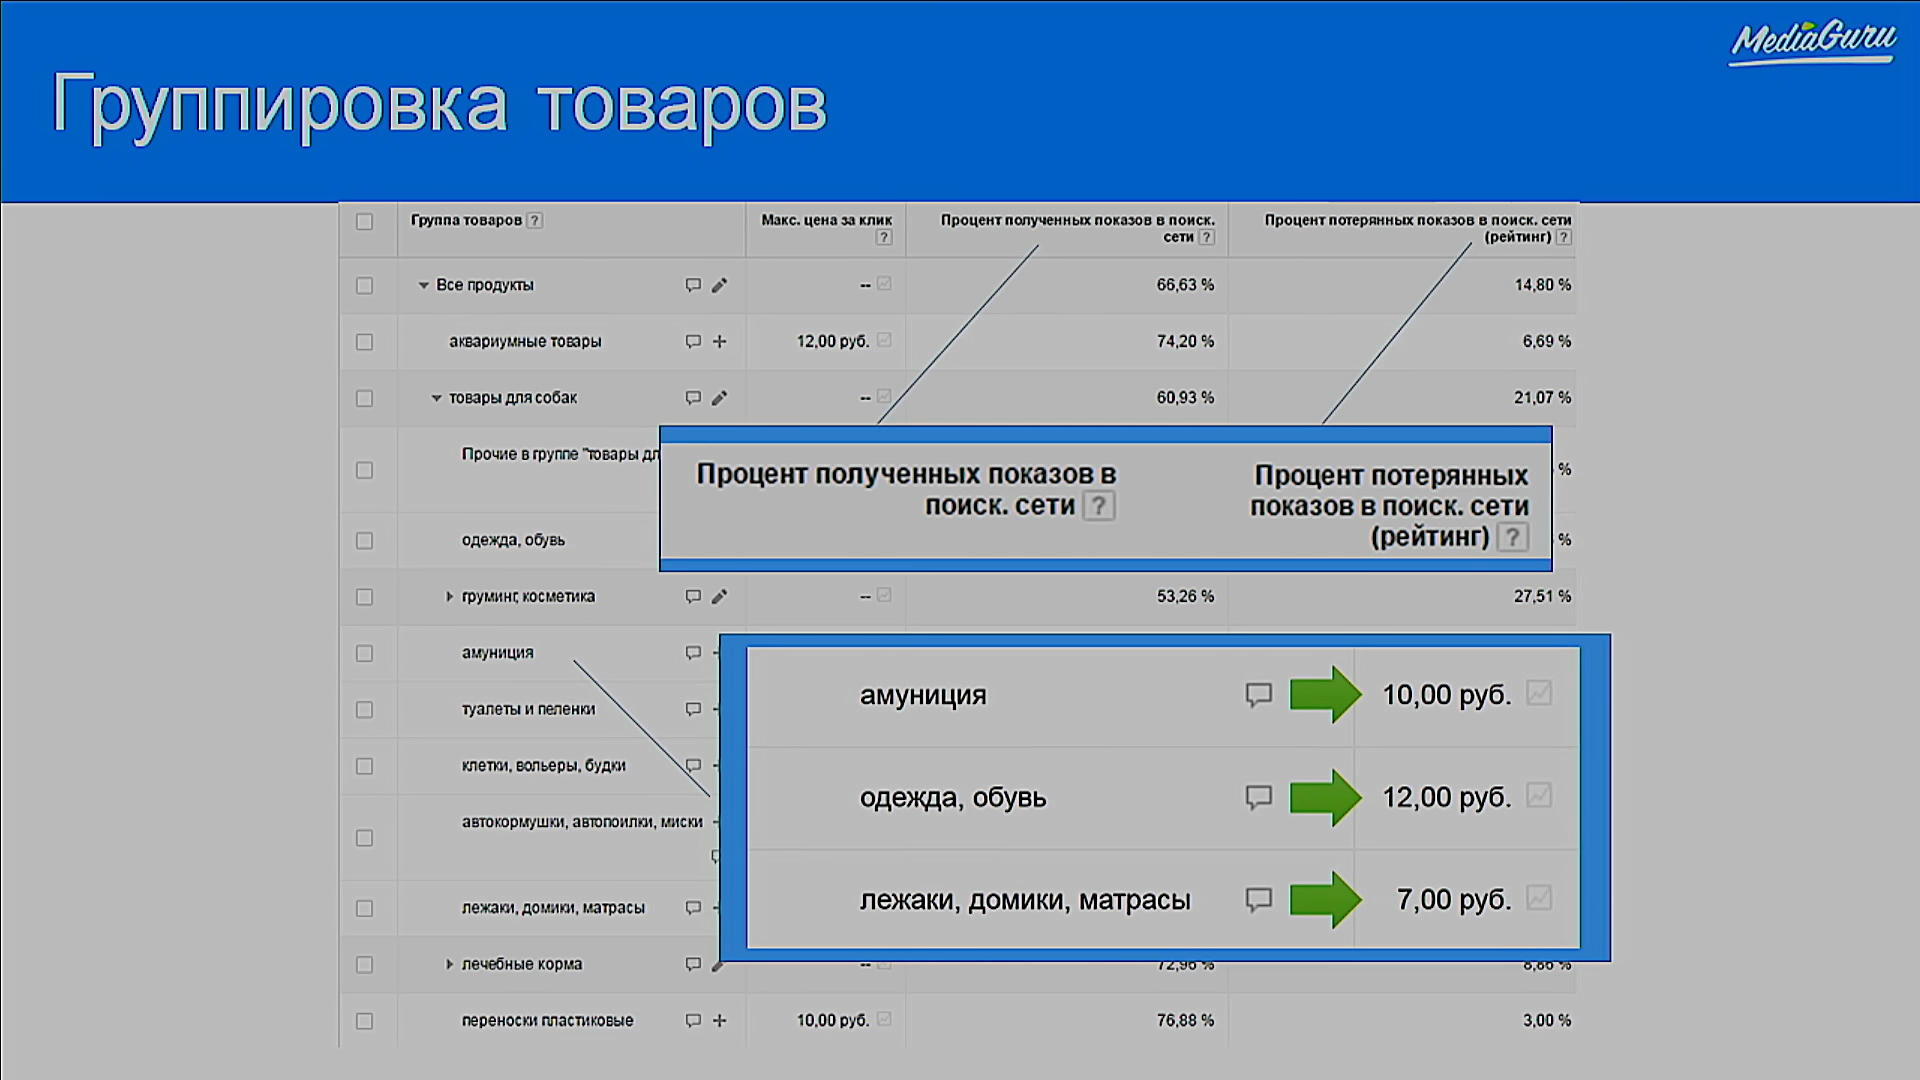 MediaGuru
Группировка товаров
Группа товаров ?
Макс. цена за клик
?
Процент полученных показов в поиск.
сети ?
Процент потерянных показов в поиск. сети
(рейтинг) ?
Все продукты -- 66,63 % 14,80 %
аквариумные товары 12,00 руб. 74,20 % 6,69 %
товары для собак -- 60,93 % 21,07 %
Прочие в группе "товары дл
%
Процент полученных показов в
поиск. сети ?
Процент потерянных
показов в поиск. сети
(рейтинг) ?
одежда, обувь %
груминг, косметика -- 53,26 % 27,51 %
амуниция
туалеты и пеленки
клетки, вольеры, будки
автокормушки, автопоилки, миски
лежаки, домики, матрасы
амуниция 10,00 руб.
одежда, обувь 12,00 руб.
лежаки, домики, матрасы 7,00 руб.
лечебные корма -- 72,96 % 8,86 %
переноски пластиковые 10,00 руб. 76,88 % 3,00 %